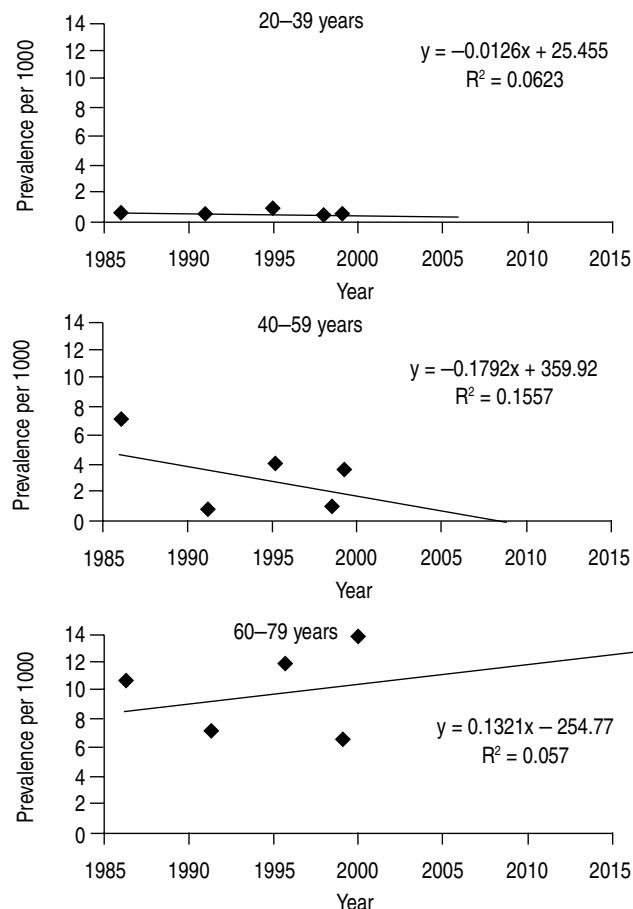 20–39 years
y = –0.0126x + 25.455
R² = 0.0623
Prevalence per 1000
14
12
10
8
6
4
2
0
1985 1990 1995 2000 2005 2010 2015
Year
40–59 years
y = –0.1792x + 359.92
R² = 0.1557
Prevalence per 1000
14
12
10
8
6
4
2
0
1985 1990 1995 2000 2005 2010 2015
Year
60–79 years
y = 0.1321x – 254.77
R² = 0.057
Prevalence per 1000
14
12
10
8
6
4
2
0
1985 1990 1995 2000 2005 2010 2015
Year